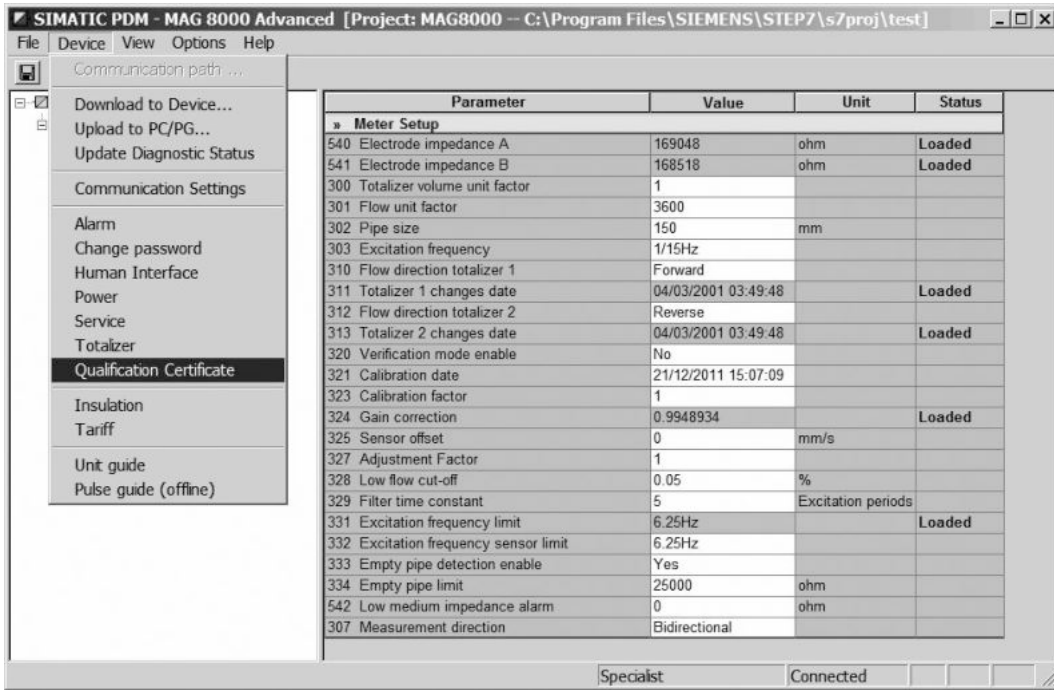 SIMATIC PDM - MAG 8000 Advanced [Project: MAG8000 -- C:\Program Files\SIEMENS\STEP7\s7proj\test]
File Device View Options Help
Communication path ...
Download to Device...
Upload to PC/PG...
Update Diagnostic Status
Communication Settings
Alarm
Change password
Human Interface
Power
Service
Totalizer
Qualification Certificate
Insulation
Tariff
Unit guide
Pulse guide (offline)
Parameter Value Unit Status
» Meter Setup
540 Electrode impedance A 169048 ohm Loaded
541 Electrode impedance B 168518 ohm Loaded
300 Totalizer volume unit factor 1
301 Flow unit factor 3600
302 Pipe size 150 mm
303 Excitation frequency 1/15Hz
310 Flow direction totalizer 1 Forward
311 Totalizer 1 changes date 04/03/2001 03:49:48 Loaded
312 Flow direction totalizer 2 Reverse
313 Totalizer 2 changes date 04/03/2001 03:49:48 Loaded
320 Verification mode enable No
321 Calibration date 21/12/2011 15:07:09
323 Calibration factor 1
324 Gain correction 0.9948934 Loaded
325 Sensor offset 0 mm/s
327 Adjustment Factor 1
328 Low flow cut-off 0.05 %
329 Filter time constant 5 Excitation periods
331 Excitation frequency limit 6.25Hz Loaded
332 Excitation frequency sensor limit 6.25Hz
333 Empty pipe detection enable Yes
334 Empty pipe limit 25000 ohm
542 Low medium impedance alarm 0 ohm
307 Measurement direction Bidirectional
Specialist Connected